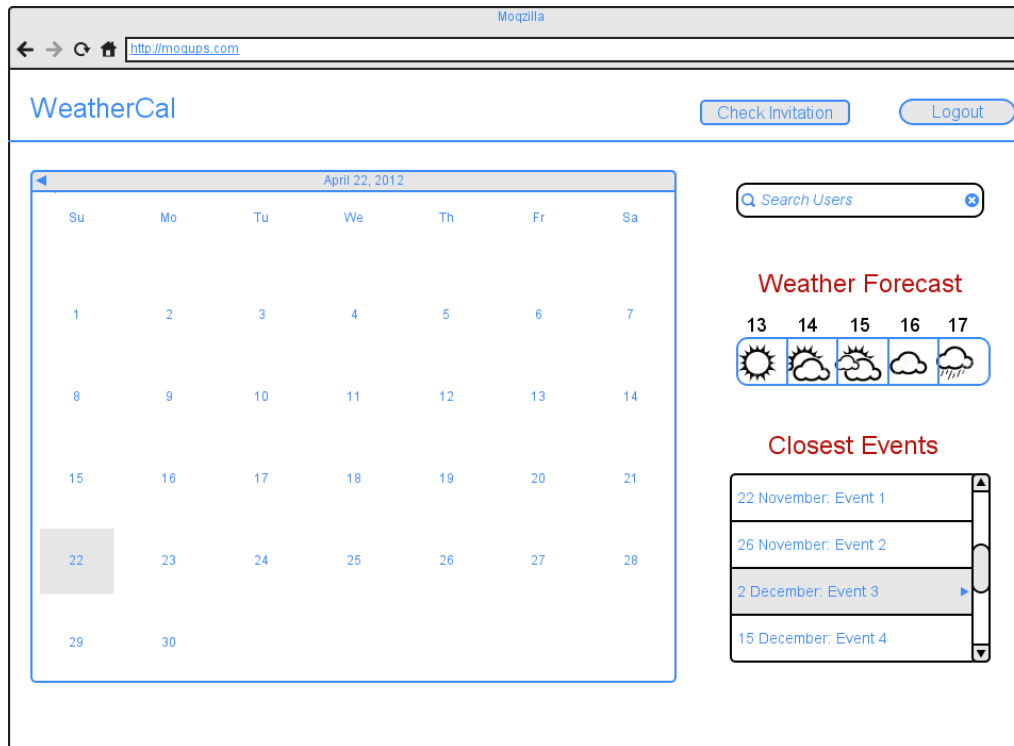 Moqzilla
http://moqups.com
WeatherCal
Check Invitation
Logout
April 22, 2012
Su Mo Tu We Th Fr Sa
1 2 3 4 5 6 7
8 9 10 11 12 13 14
15 16 17 18 19 20 21
22 23 24 25 26 27 28
29 30
Search Users
Weather Forecast
13 14 15 16 17
Closest Events
22 November: Event 1
26 November: Event 2
2 December: Event 3
15 December: Event 4